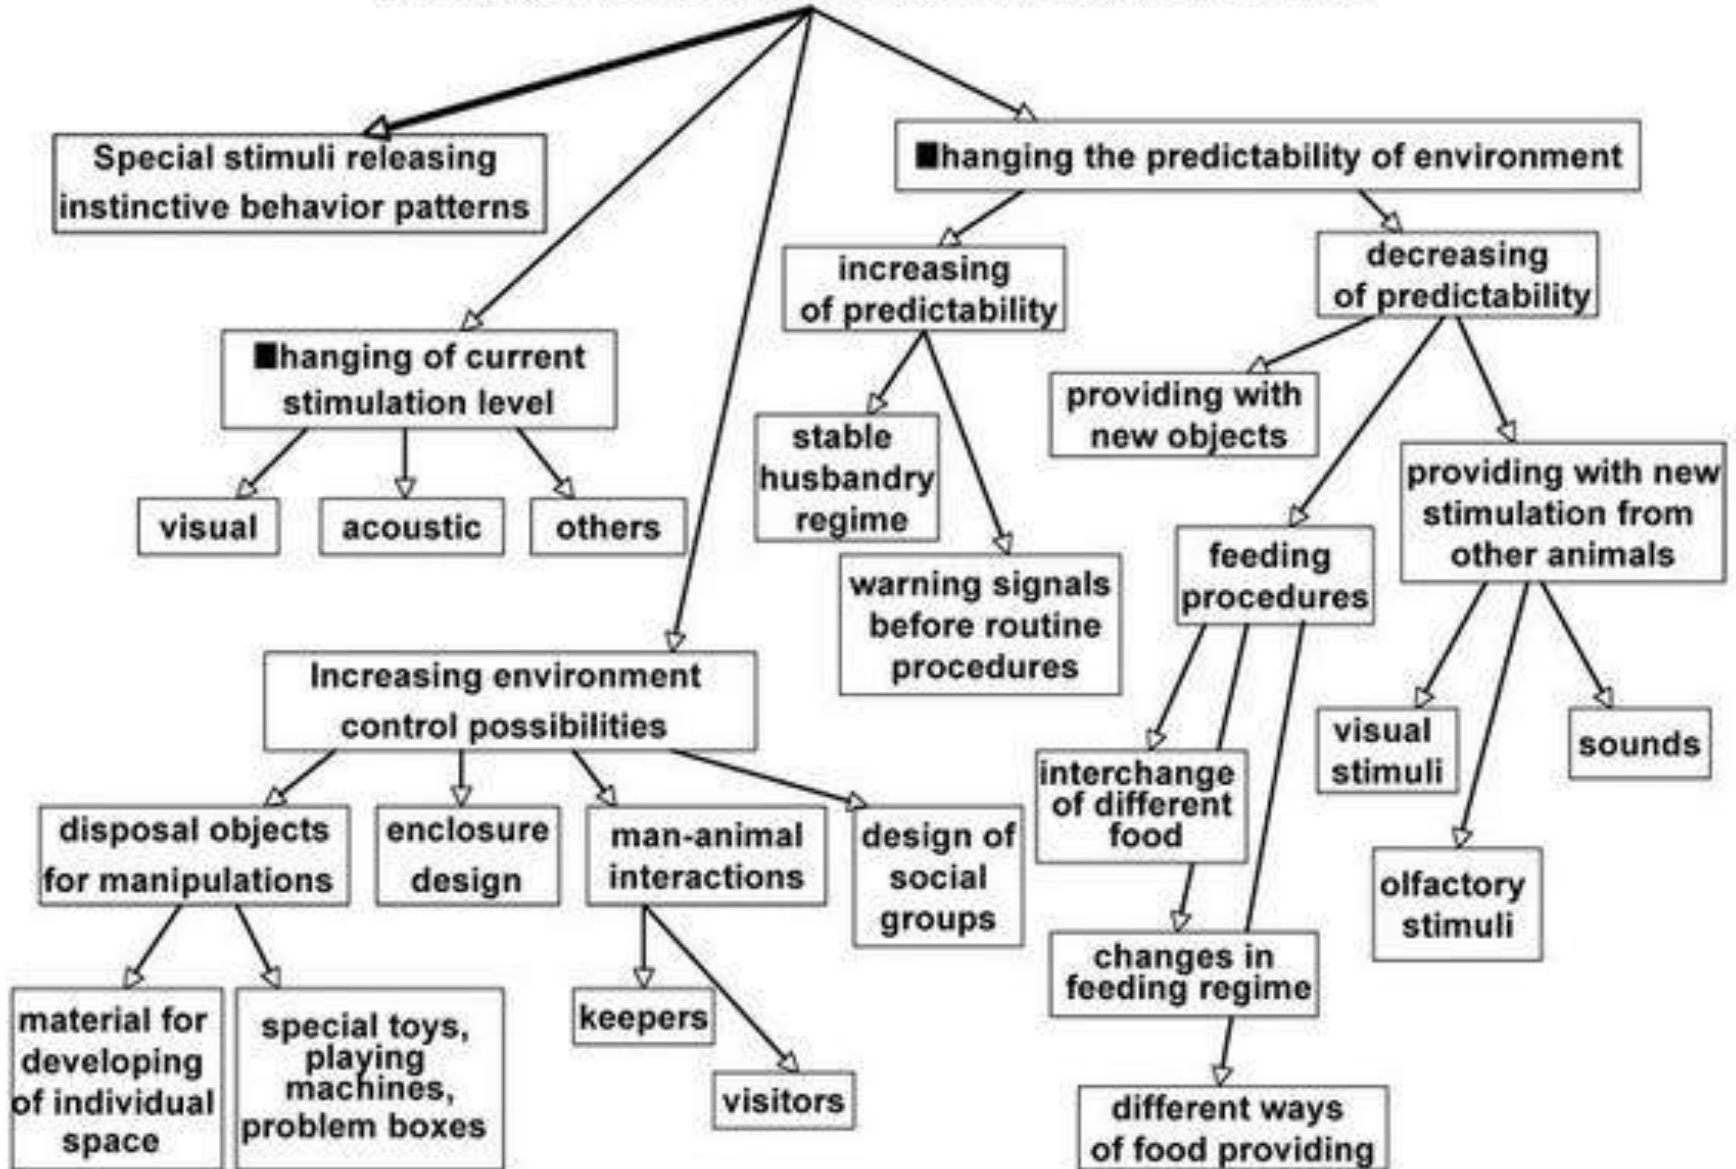 Special stimuli releasing
instinctive behavior patterns
■hanging the predictability of environment
increasing
of predictability
decreasing
of predictability
■hanging of current
stimulation level
providing with
new objects
stable
husbandry
regime
providing with new
stimulation from
other animals
visual
acoustic
others
feeding
procedures
warning signals
before routine
procedures
Increasing environment
control possibilities
visual
stimuli
sounds
interchange
of different
food
disposal objects
for manipulations
enclosure
design
man-animal
interactions
design of
social
groups
olfactory
stimuli
changes in
feeding regime
material for
developing
of individual
space
special toys,
playing
machines,
problem boxes
keepers
visitors
different ways
of food providing